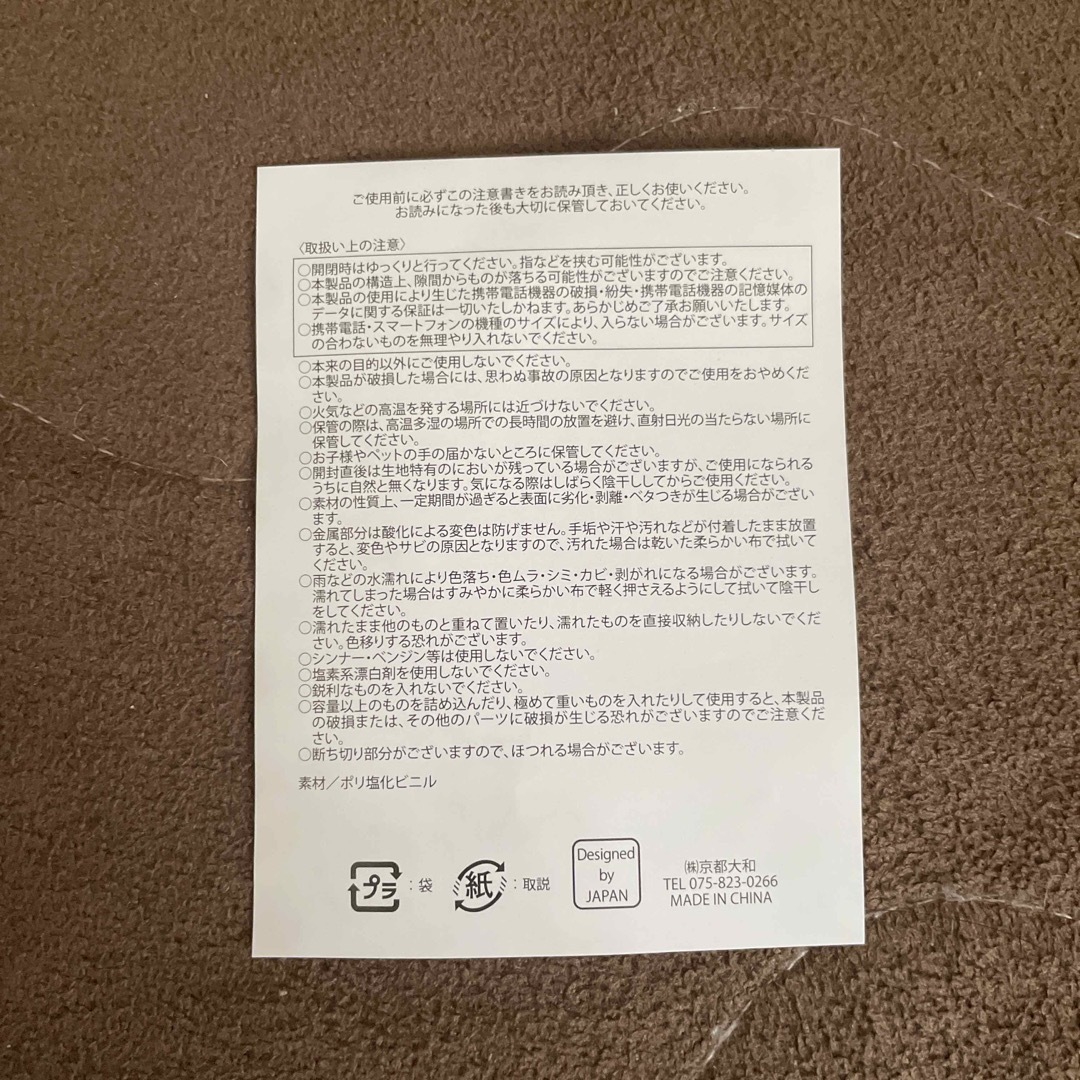 ご使用前に必ずこの注意書きをお読み頂き、正しくお使いください。
お読みになった後も大切に保管しておいてください。
〈取扱い上の注意〉
○開閉時はゆっくりと行ってください。指などを挟む可能性がございます。
○本製品の構造上、隙間からものが落ちる可能性がございますのでご注意ください。
○本製品の使用により生じた携帯電話機器の破損・紛失・携帯電話機器の記憶媒体の
データに関する保証は一切いたしかねます。あらかじめご了承お願いいたします。
○携帯電話・スマートフォンの機種のサイズにより、入らない場合がございます。サイズ
の合わないものを無理やり入れないでください。
○本来の目的以外にご使用しないでください。
○本製品が破損した場合には、思わぬ事故の原因となりますのでご使用をおやめくだ
さい。
○火気などの高温を発する場所には近づけないでください。
○保管の際は、高温多湿の場所での長時間の放置を避け、直射日光の当たらない場所に
保管してください。
○お子様やペットの手の届かないところに保管してください。
○開封直後は生地特有のにおいが残っている場合がございますが、ご使用になられる
うちに自然と無くなります。気になる際はしばらく陰干ししてからご使用ください。
○素材の性質上、一定期間が過ぎると表面に劣化・剥離・ベタつきが生じる場合がござい
ます。
○金属部分は酸化による変色は防げません。手垢や汗や汚れなどが付着したまま放置
すると、変色やサビの原因となりますので、汚れた場合は乾いた柔らかい布で拭いて
ください。
○雨などの水濡れにより色落ち・色ムラ・シミ・カビ・剥がれになる場合がございます。
濡れてしまった場合はすみやかに柔らかい布で軽く押さえるようにして拭いて陰干し
をしてください。
○濡れたまま他のものと重ねて置いたり、濡れたものを直接収納したりしないでくだ
さい。色移りする恐れがございます。
○シンナー・ベンジン等は使用しないでください。
○塩素系漂白剤を使用しないでください。
○鋭利なものを入れないでください。
○容量以上のものを詰め込んだり、極めて重いものを入れたりして使用すると、本製品
の破損または、その他のパーツに破損が生じる恐れがございますのでご注意くだ
さい。
○断ち切り部分がございますので、ほつれる場合がございます。
素材／ポリ塩化ビニル
プラ：袋
紙：取説
Designed
by
JAPAN
㈱京都大和
TEL 075-823-0266
MADE IN CHINA